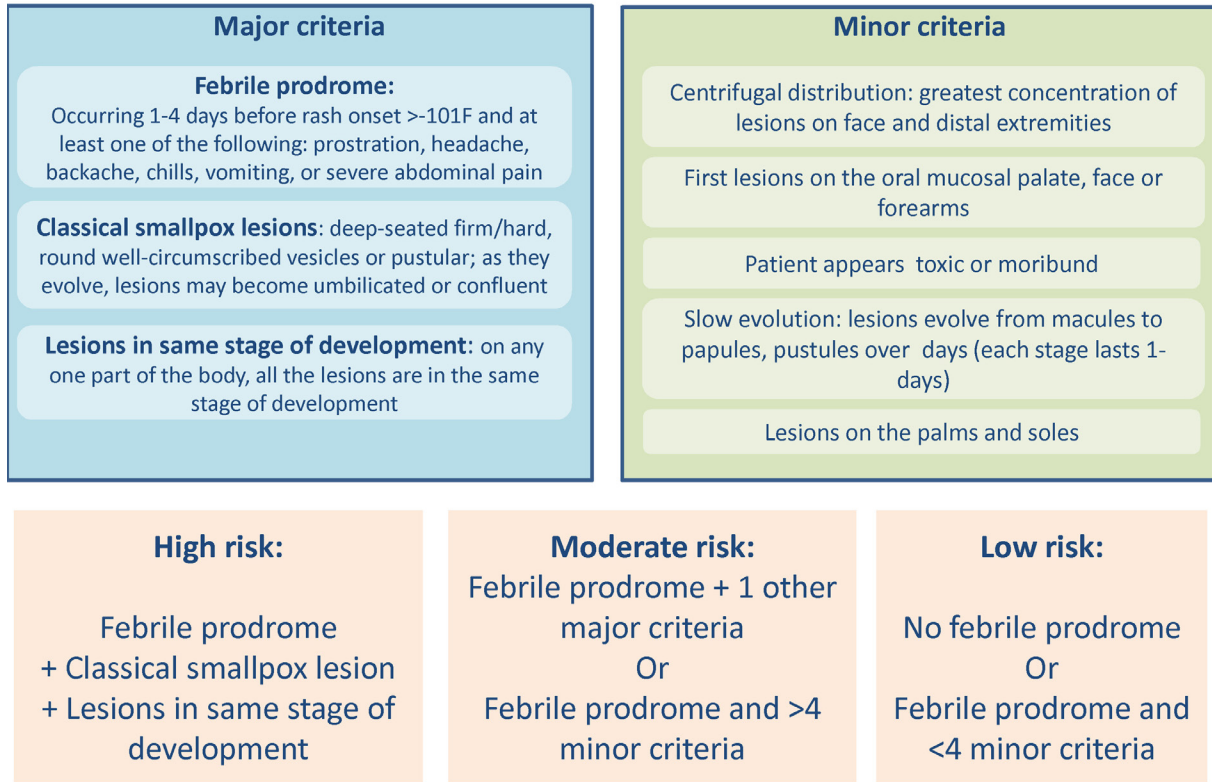 Major criteria
Febrile prodrome:
Occurring 1-4 days before rash onset >-101F and at
least one of the following: prostration, headache,
backache, chills, vomiting, or severe abdominal pain
Classical smallpox lesions: deep-seated firm/hard,
round well-circumscribed vesicles or pustular; as they
evolve, lesions may become umbilicated or confluent
Lesions in same stage of development: on any
one part of the body, all the lesions are in the same
stage of development
Minor criteria
Centrifugal distribution: greatest concentration of
lesions on face and distal extremities
First lesions on the oral mucosal palate, face or
forearms
Patient appears toxic or moribund
Slow evolution: lesions evolve from macules to
papules, pustules over days (each stage lasts 1-
days)
Lesions on the palms and soles
High risk:
Febrile prodrome
+ Classical smallpox lesion
+ Lesions in same stage of
development
Moderate risk:
Febrile prodrome + 1 other
major criteria
Or
Febrile prodrome and >4
minor criteria
Low risk:
No febrile prodrome
Or
Febrile prodrome and
<4 minor criteria